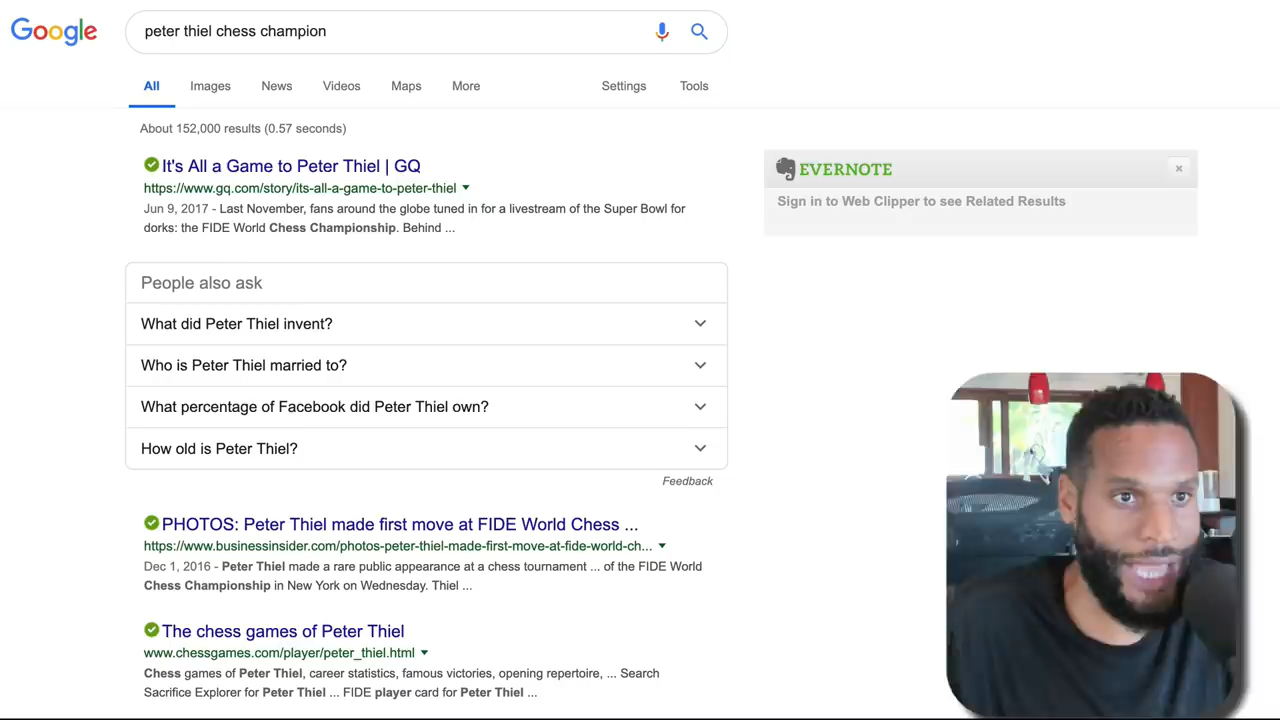 Google
peter thiel chess champion
All Images News Videos Maps More Settings Tools
About 152,000 results (0.57 seconds)
It's All a Game to Peter Thiel | GQ
https://www.gq.com/story/its-all-a-game-to-peter-thiel
Jun 9, 2017 - Last November, fans around the globe tuned in for a livestream of the Super Bowl for
dorks: the FIDE World Chess Championship. Behind ...
EVERNOTE
Sign in to Web Clipper to see Related Results
People also ask
What did Peter Thiel invent?
Who is Peter Thiel married to?
What percentage of Facebook did Peter Thiel own?
How old is Peter Thiel?
Feedback
PHOTOS: Peter Thiel made first move at FIDE World Chess ...
https://www.businessinsider.com/photos-peter-thiel-made-first-move-at-fide-world-ch...
Dec 1, 2016 - Peter Thiel made a rare public appearance at a chess tournament ... of the FIDE World
Chess Championship in New York on Wednesday. Thiel ...
The chess games of Peter Thiel
www.chessgames.com/player/peter_thiel.html
Chess games of Peter Thiel, career statistics, famous victories, opening repertoire, ... Search
Sacrifice Explorer for Peter Thiel ... FIDE player card for Peter Thiel ...